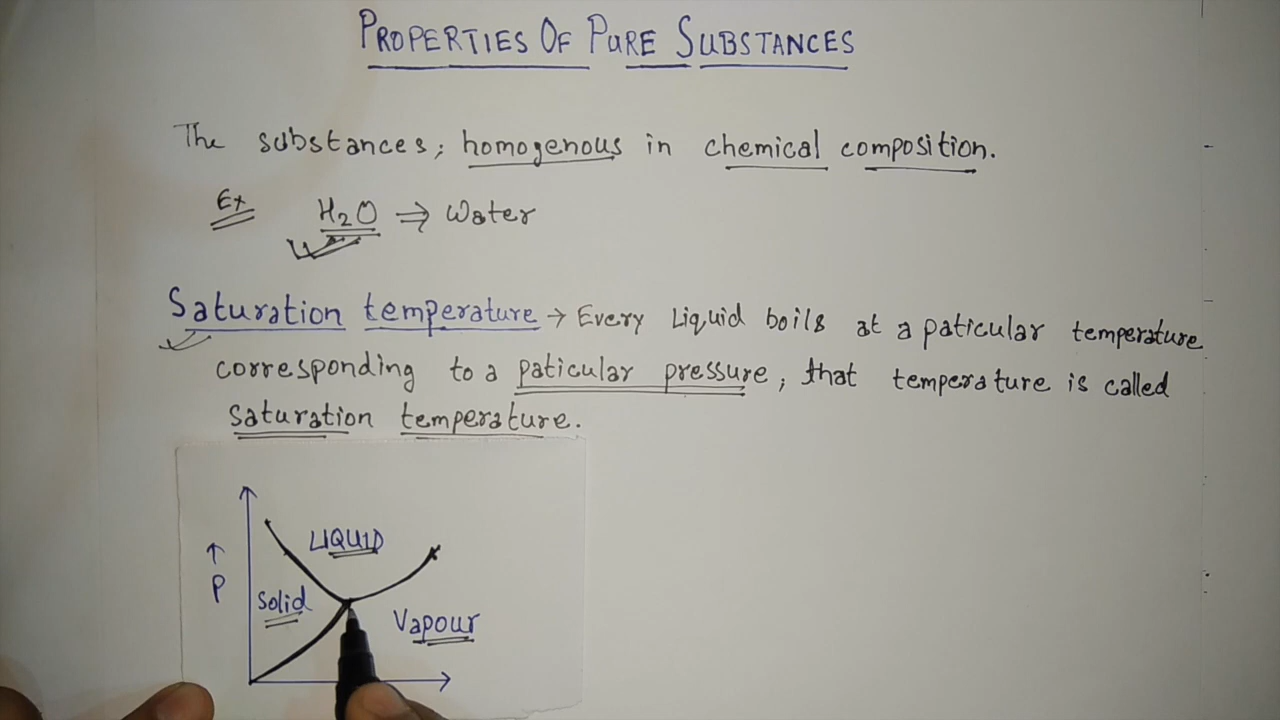 PROPERTIES OF PURE SUBSTANCES
The substances; homogenous in chemical composition.
Ex H₂O ⇒ Water
Saturation temperature → Every Liquid boils at a paticular temperature
corresponding to a paticular pressure, that temperature is called
saturation temperature.
LIQUID
↑
P
Solid
Vapour